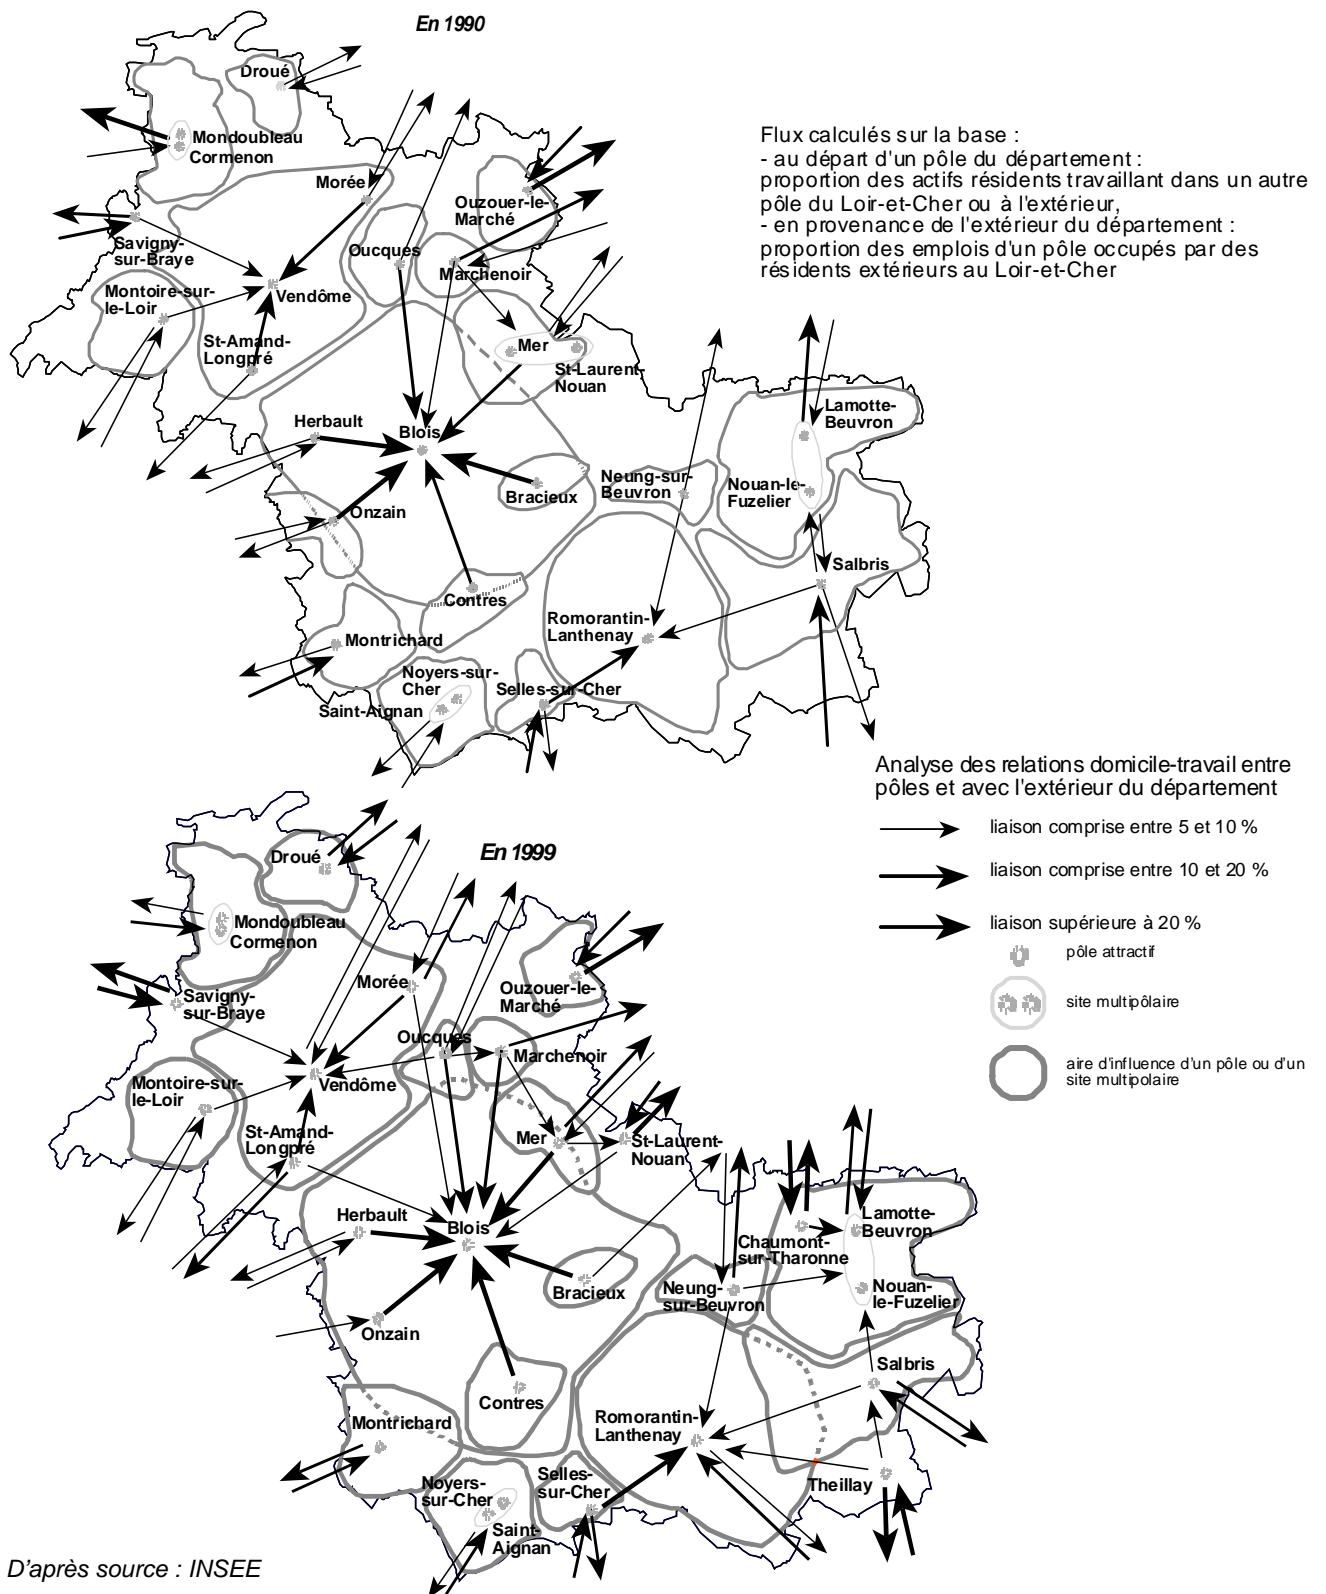 En 1990
Droué
Mondoubleau
Cormenon
Morée
Ouzouer-le-
Marché
Savigny-
sur-Braye
Oucques
Marchenoir
Montoire-sur-
le-Loir
Vendôme
St-Amand-
Longpré
Mer
St-Laurent-
Nouan
Herbault
Blois
Lamotte-
Beuvron
Bracieux
Neung-sur-
Beuvron
Nouan-le-
Fuzelier
Onzain
Salbris
Contres
Romorantin-
Lanthenay
Montrichard
Noyers-sur-
Cher
Selles-sur-Cher
Saint-Aignan
Flux calculés sur la base :
- au départ d'un pôle du département :
proportion des actifs résidents travaillant dans un autre
pôle du Loir-et-Cher ou à l'extérieur,
- en provenance de l'extérieur du département :
proportion des emplois d'un pôle occupés par des
résidents extérieurs au Loir-et-Cher
Analyse des relations domicile-travail entre
pôles et avec l'extérieur du département
liaison comprise entre 5 et 10 %
liaison comprise entre 10 et 20 %
liaison supérieure à 20 %
pôle attractif
site multipôlaire
aire d'influence d'un pôle ou d'un
site multipolaire
En 1999
Droué
Mondoubleau
Cormenon
Morée
Ouzouer-le-
Marché
Savigny-
sur-Braye
Oucques
Marchenoir
Montoire-sur-
le-Loir
Vendôme
St-Amand-
Longpré
Mer
St-Laurent-
Nouan
Herbault
Blois
Lamotte-
Beuvron
Chaumont-
sur-Tharonne
Bracieux
Neung-
sur-Beuvron
Nouan-
le-Fuzelier
Onzain
Salbris
Contres
Romorantin-
Lanthenay
Montrichard
Theillay
Noyers-
sur-Cher
Selles-
sur-Cher
Saint-
Aignan
D'après source : INSEE